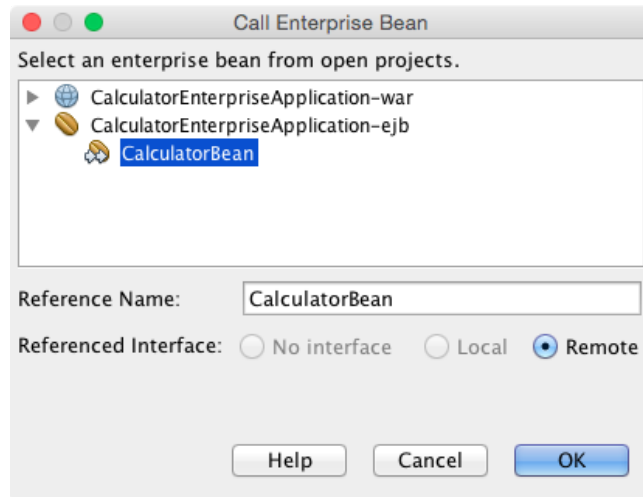 Call Enterprise Bean
Select an enterprise bean from open projects.
CalculatorEnterpriseApplication-war
CalculatorEnterpriseApplication-ejb
CalculatorBean
Reference Name: CalculatorBean
Referenced Interface: No interface Local Remote
Help Cancel OK